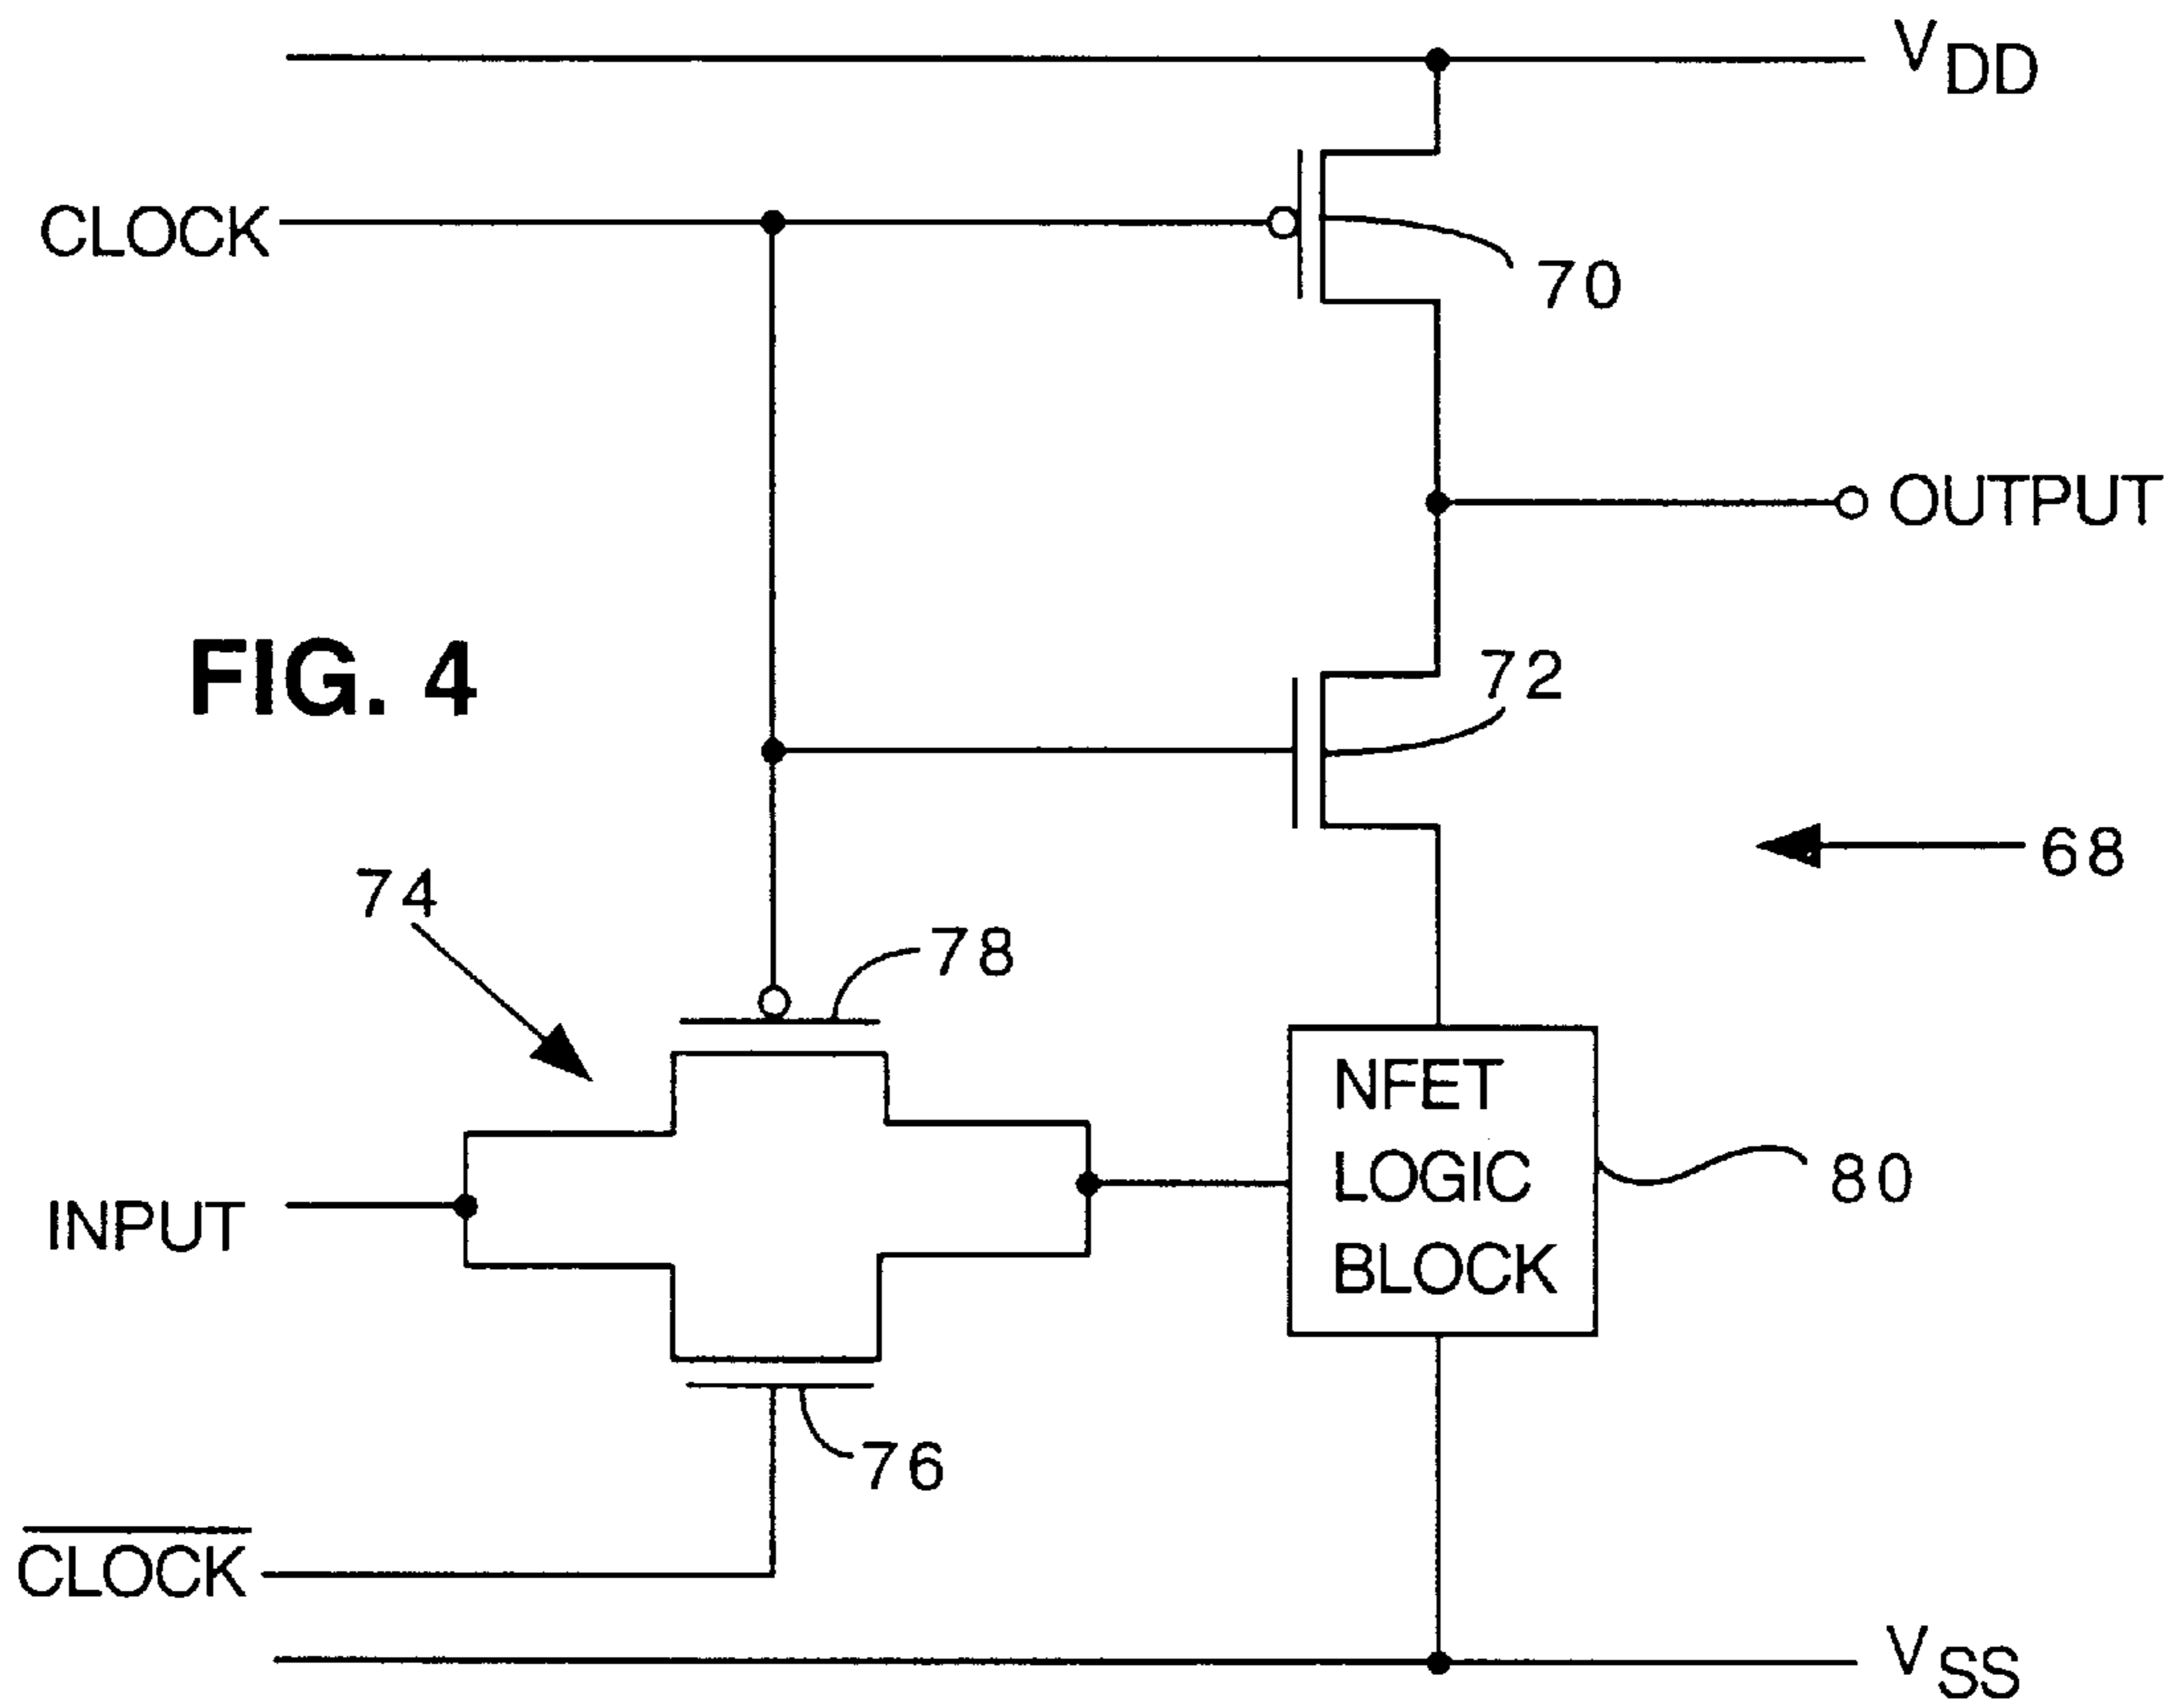 VDD
CLOCK
70
OUTPUT
FIG. 4
72
68
74
78
NFET
LOGIC
BLOCK
80
INPUT
76
CLOCK
VSS